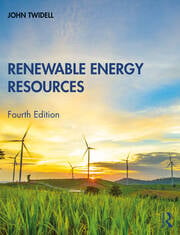 JOHN TWIDELL
RENEWABLE ENERGY
RESOURCES
Fourth Edition